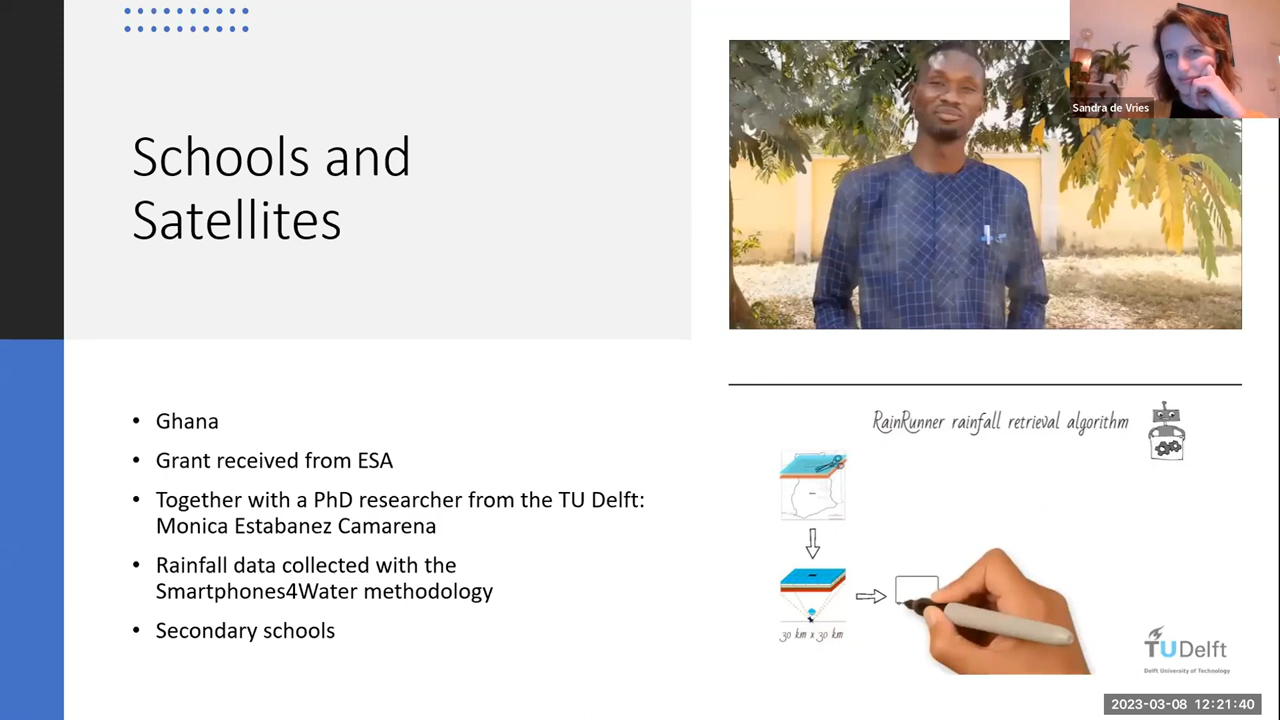 Schools and
Satellites
Sandra de Vries
• Ghana
• Grant received from ESA
• Together with a PhD researcher from the TU Delft:
Monica Estabanez Camarena
• Rainfall data collected with the
Smartphones4Water methodology
• Secondary schools
RainRunner rainfall retrieval algorithm
30 km x 30 km
TUDelft
Delft University of Technology
2023-03-08 12:21:40